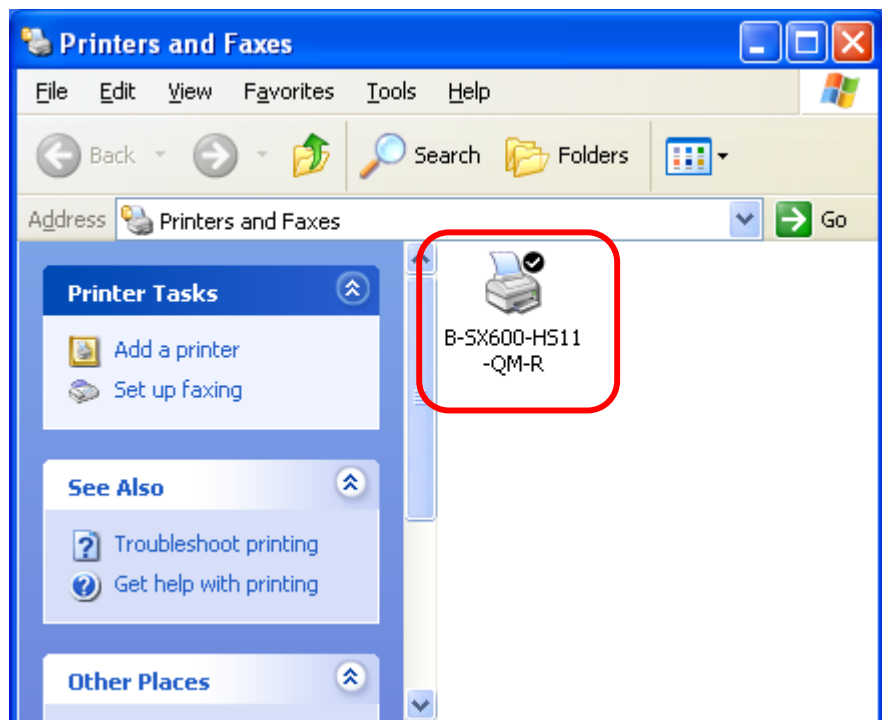 Printers and Faxes
File Edit View Favorites Tools Help
Back Search Folders
Address Printers and Faxes Go
Printer Tasks
Add a printer
Set up faxing
See Also
Troubleshoot printing
Get help with printing
Other Places
B-SX600-HS11
-QM-R